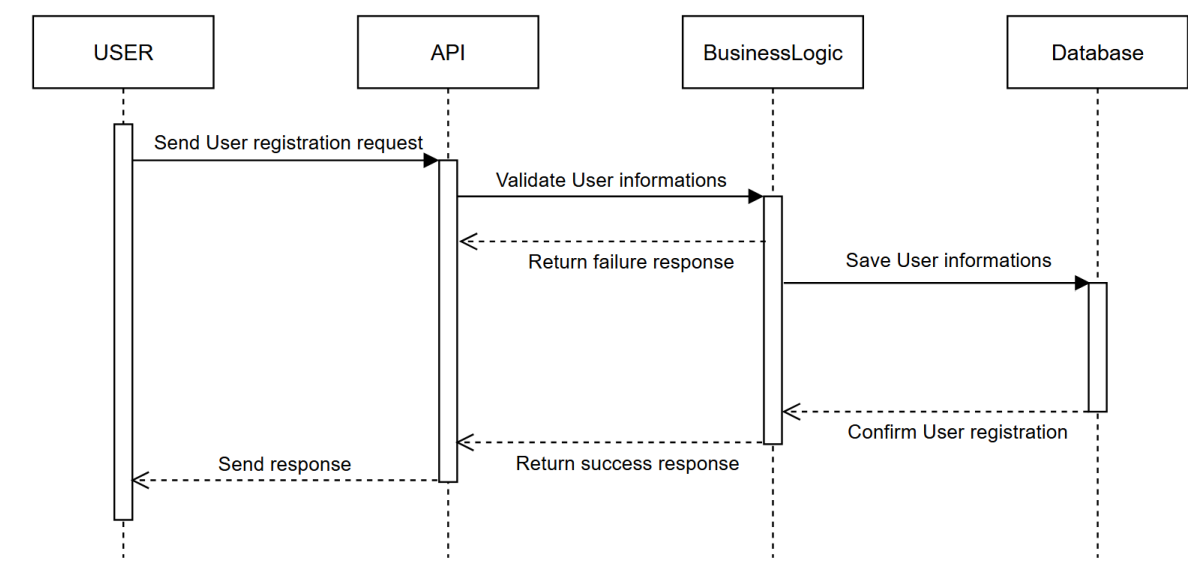 USER
API
BusinessLogic
Database
Send User registration request
Validate User informations
Return failure response
Save User informations
Confirm User registration
Return success response
Send response